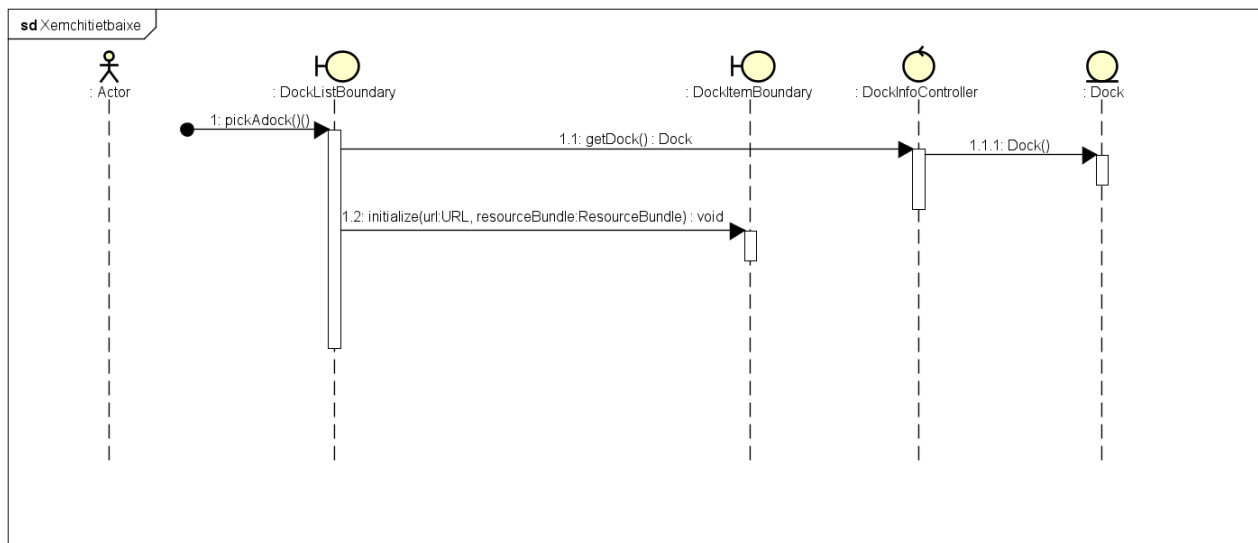 sd Xemchitietbaixe
: Actor
: DockListBoundary
: DockItemBoundary
: DockInfoController
: Dock
1: pickAdock()()
1.1: getDock() : Dock
1.1.1: Dock()
1.2: initialize(url:URL, resourceBundle:ResourceBundle) : void